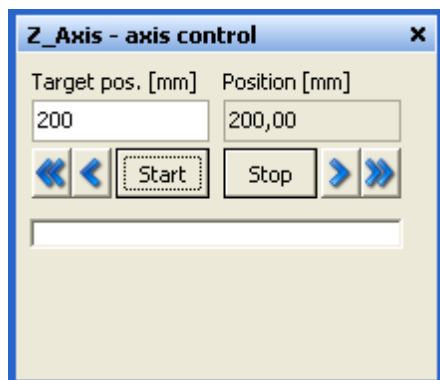 Z_Axis - axis control
Target pos. [mm] Position [mm]
200 200,00
Start Stop